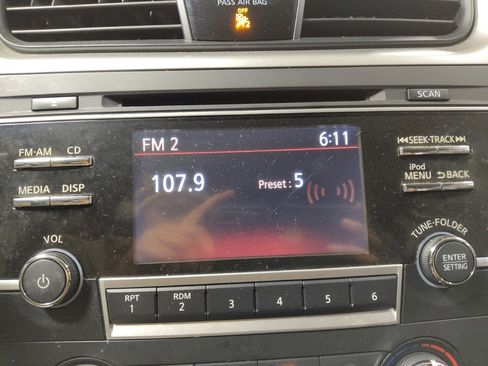 PASS AIR BAG
OFF
2
SCAN
FM 2 6:11
107.9 Preset : 5
FM·AM CD
MEDIA DISP
VOL
SEEK·TRACK
iPod
MENU BACK
TUNE·FOLDER
ENTER
SETTING
RPT
1
RDM
2
3
4
5
6